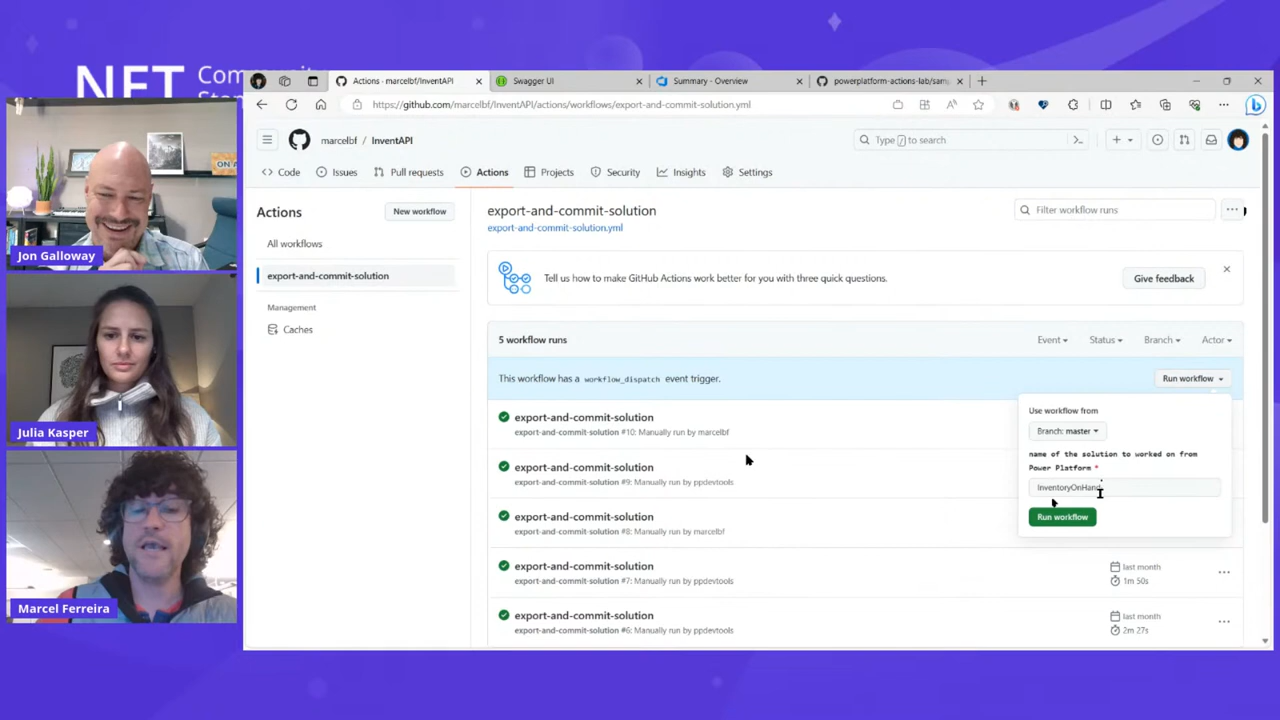 .NET Community
Jon Galloway
Julia Kasper
Marcel Ferreira
Actions · marcelbf/InventAPI
Swagger UI
Summary - Overview
powerplatform-actions-lab/sam
https://github.com/marcelbf/InventAPI/actions/workflows/export-and-commit-solution.yml
marcelbf / InventAPI
Type / to search
Code
Issues
Pull requests
Actions
Projects
Security
Insights
Settings
Actions
New workflow
All workflows
export-and-commit-solution
Management
Caches
export-and-commit-solution
export-and-commit-solution.yml
Filter workflow runs
Tell us how to make GitHub Actions work better for you with three quick questions.
Give feedback
5 workflow runs
Event
Status
Branch
Actor
This workflow has a workflow_dispatch event trigger.
Run workflow
Use workflow from
Branch: master
name of the solution to worked on from
Power Platform *
InventoryOnHand
Run workflow
export-and-commit-solution
export-and-commit-solution #10: Manually run by marcelbf
export-and-commit-solution
export-and-commit-solution #9: Manually run by ppdevtools
export-and-commit-solution
export-and-commit-solution #8: Manually run by marcelbf
export-and-commit-solution
export-and-commit-solution #7: Manually run by ppdevtools
last month
1m 50s
export-and-commit-solution
export-and-commit-solution #6: Manually run by ppdevtools
last month
2m 27s